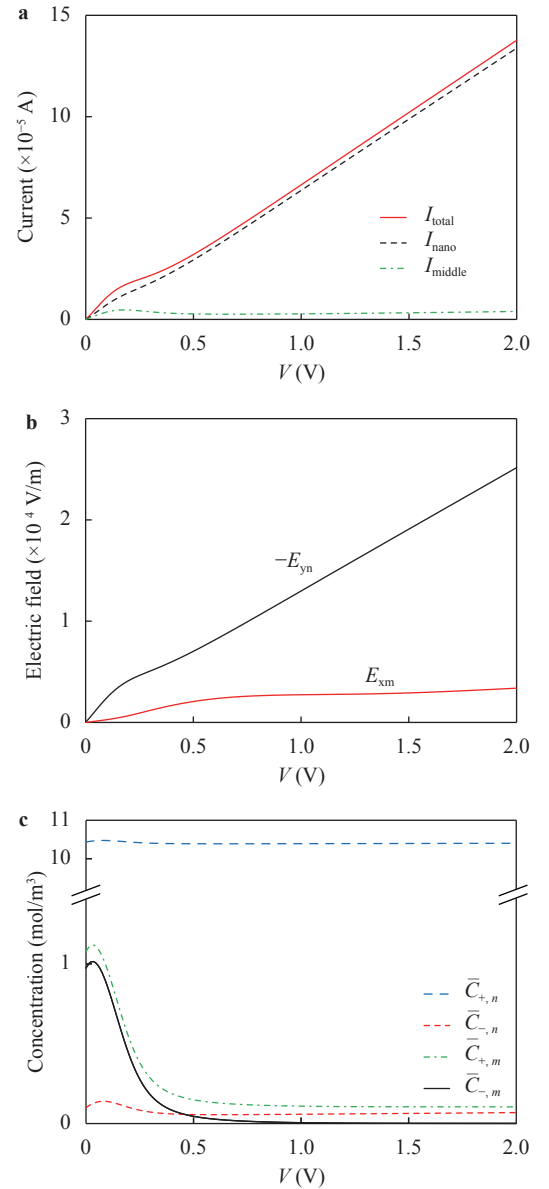 a
Current (×10⁻⁵ A)
15
10
5
0
I_total
I_nano
I_middle
0 0.5 1.0 1.5 2.0
V (V)
b
Electric field (×10⁴ V/m)
3
2
1
0
−E_yn
E_xm
0 0.5 1.0 1.5 2.0
V (V)
c
Concentration (mol/m³)
11
10
1
0
C̅_+, n
C̅_−, n
C̅_+, m
C̅_−, m
0 0.5 1.0 1.5 2.0
V (V)